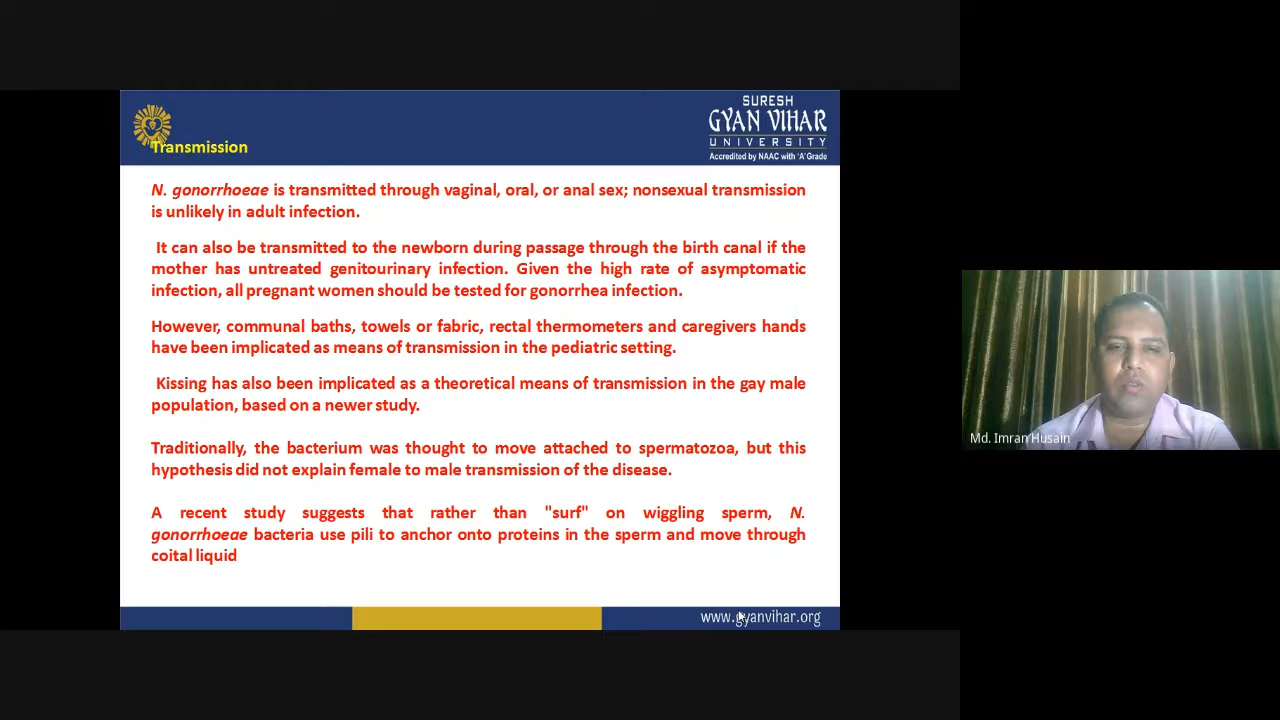 SURESH
GYAN VIHAR
UNIVERSITY
Accredited by NAAC with 'A' Grade
Transmission
N. gonorrhoeae is transmitted through vaginal, oral, or anal sex; nonsexual transmission
is unlikely in adult infection.
It can also be transmitted to the newborn during passage through the birth canal if the
mother has untreated genitourinary infection. Given the high rate of asymptomatic
infection, all pregnant women should be tested for gonorrhea infection.
However, communal baths, towels or fabric, rectal thermometers and caregivers hands
have been implicated as means of transmission in the pediatric setting.
Kissing has also been implicated as a theoretical means of transmission in the gay male
population, based on a newer study.
Traditionally, the bacterium was thought to move attached to spermatozoa, but this
hypothesis did not explain female to male transmission of the disease.
A recent study suggests that rather than "surf" on wiggling sperm, N.
gonorrhoeae bacteria use pili to anchor onto proteins in the sperm and move through
coital liquid
www.gyanvihar.org
Md. Imran Husain